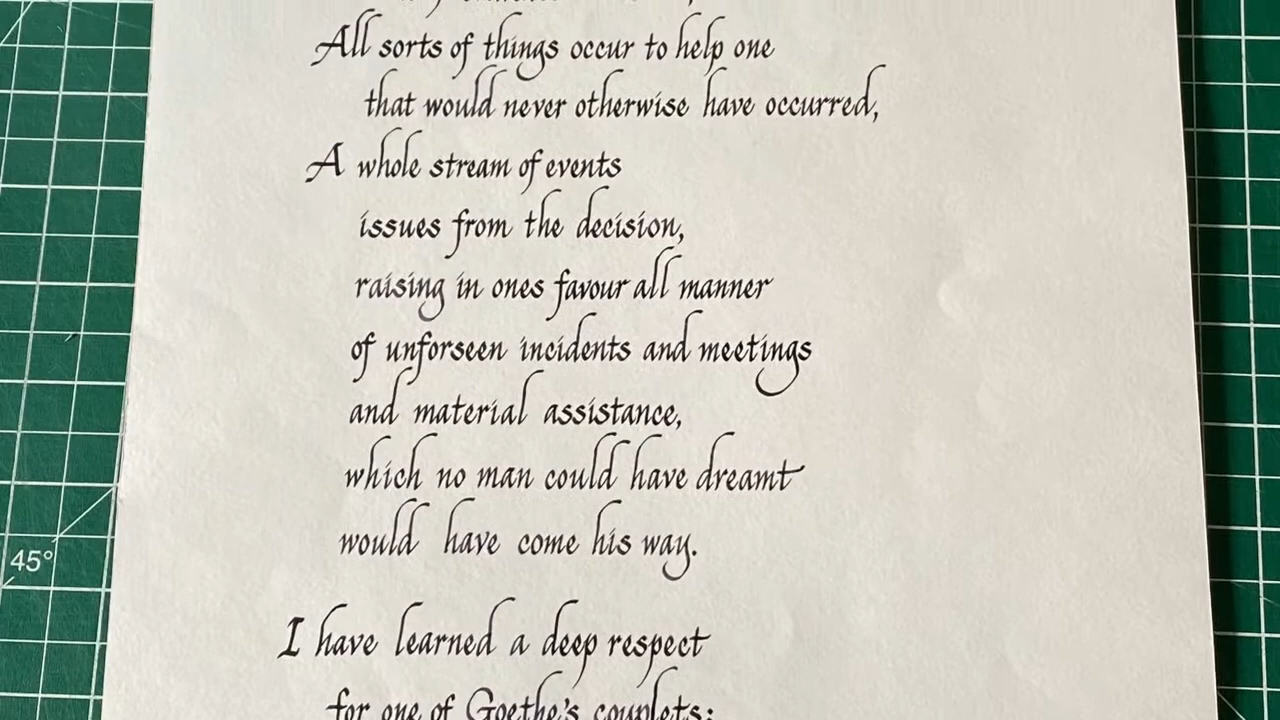 All sorts of things occur to help one
that would never otherwise have occurred,
A whole stream of events
issues from the decision,
raising in ones favour all manner
of unforseen incidents and meetings
and material assistance,
which no man could have dreamt
would have come his way.
I have learned a deep respect
for one of Goethe's couplets:
45°